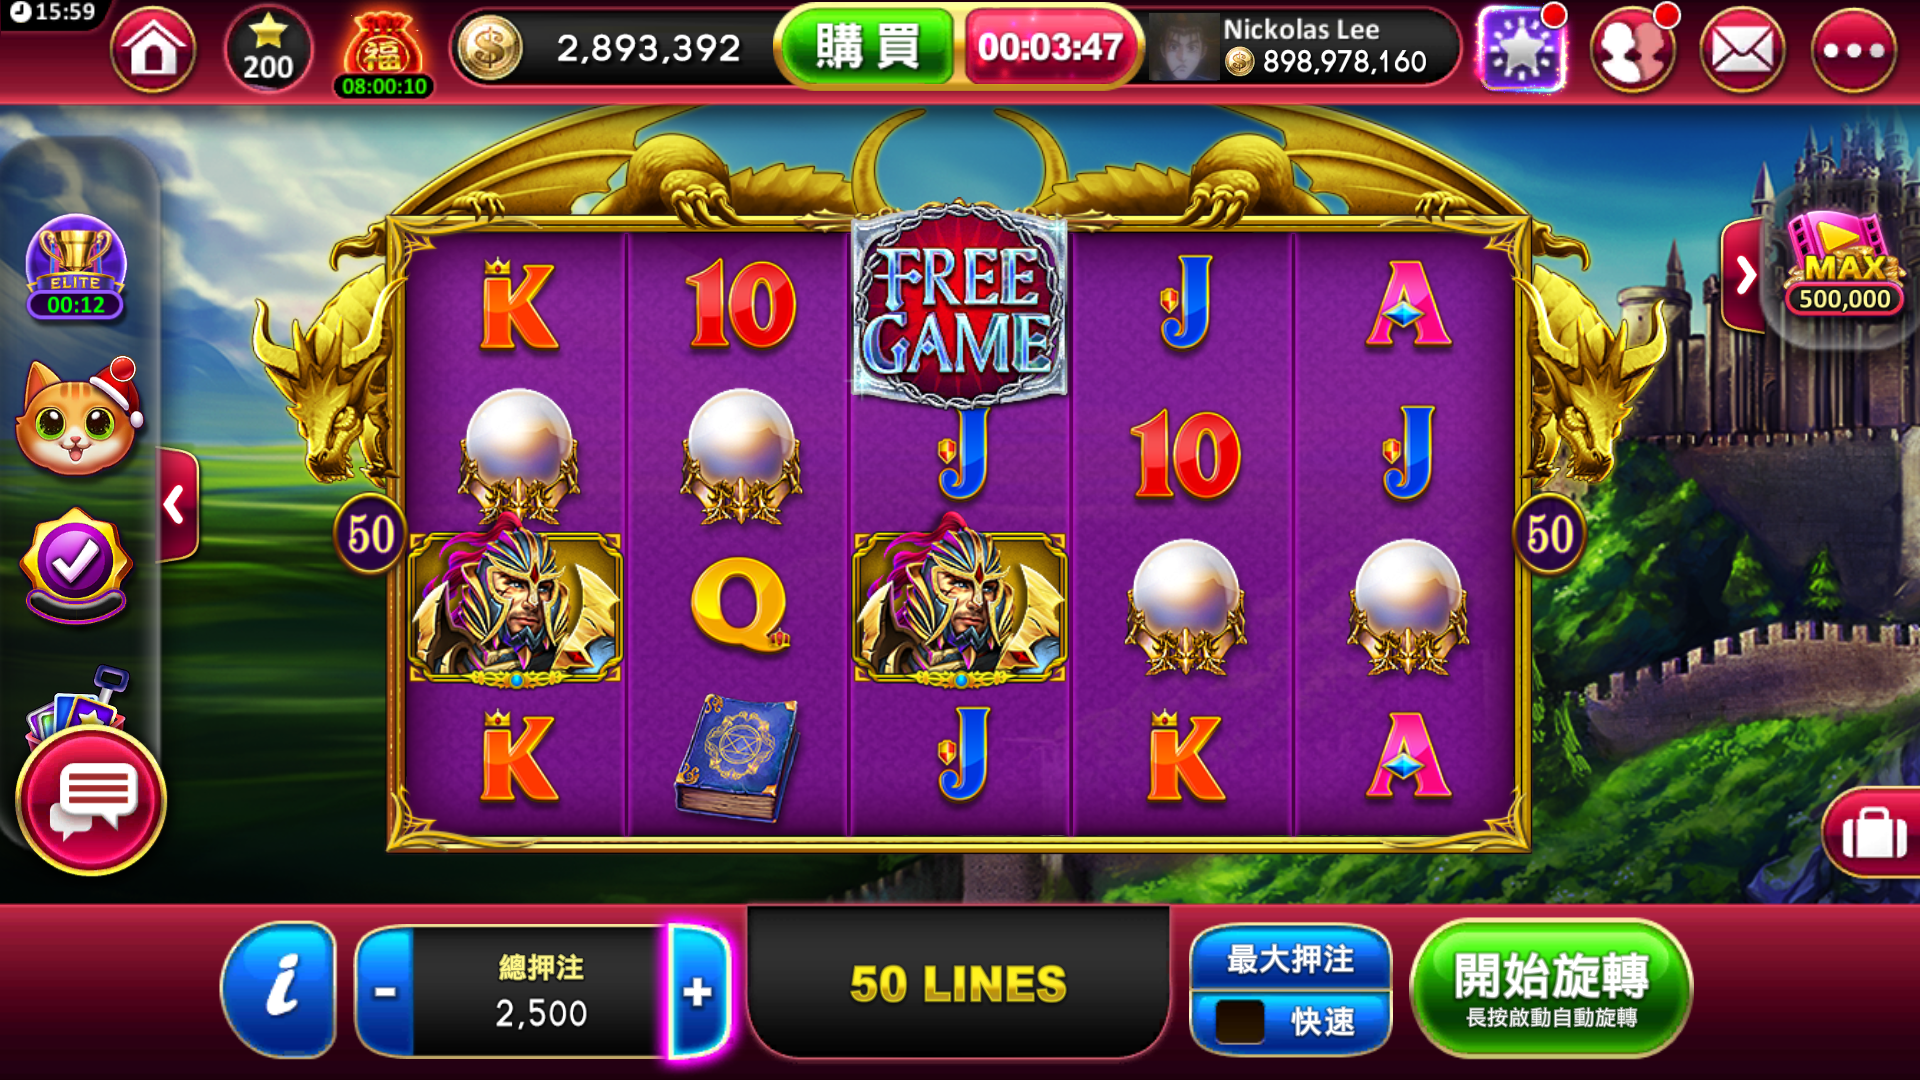 15:59
200
福
08:00:10
2,893,392
購買
00:03:47
Nickolas Lee
898,978,160
ELITE
00:12
MAX
500,000
K
10
FREE
GAME
J
A
J
10
J
50
50
Q
K
J
K
A
總押注
2,500
-
+
i
50 LINES
最大押注
快速
開始旋轉
長按啟動自動旋轉